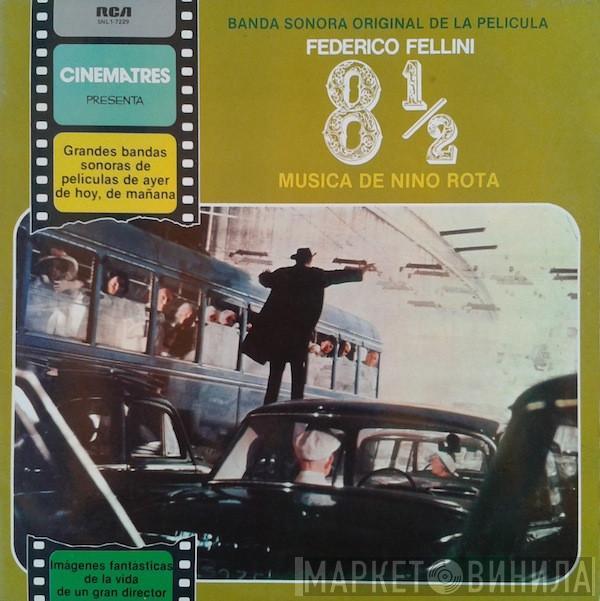 RCA
SNL1-7229
CINEMATRES
PRESENTA
Grandes bandas
sonoras de
peliculas de ayer
de hoy, de mañana
BANDA SONORA ORIGINAL DE LA PELICULA
FEDERICO FELLINI
8 1/2
MUSICA DE NINO ROTA
Imágenes fantásticas
de la vida
de un gran director
МАРКЕТ ВИНИЛА